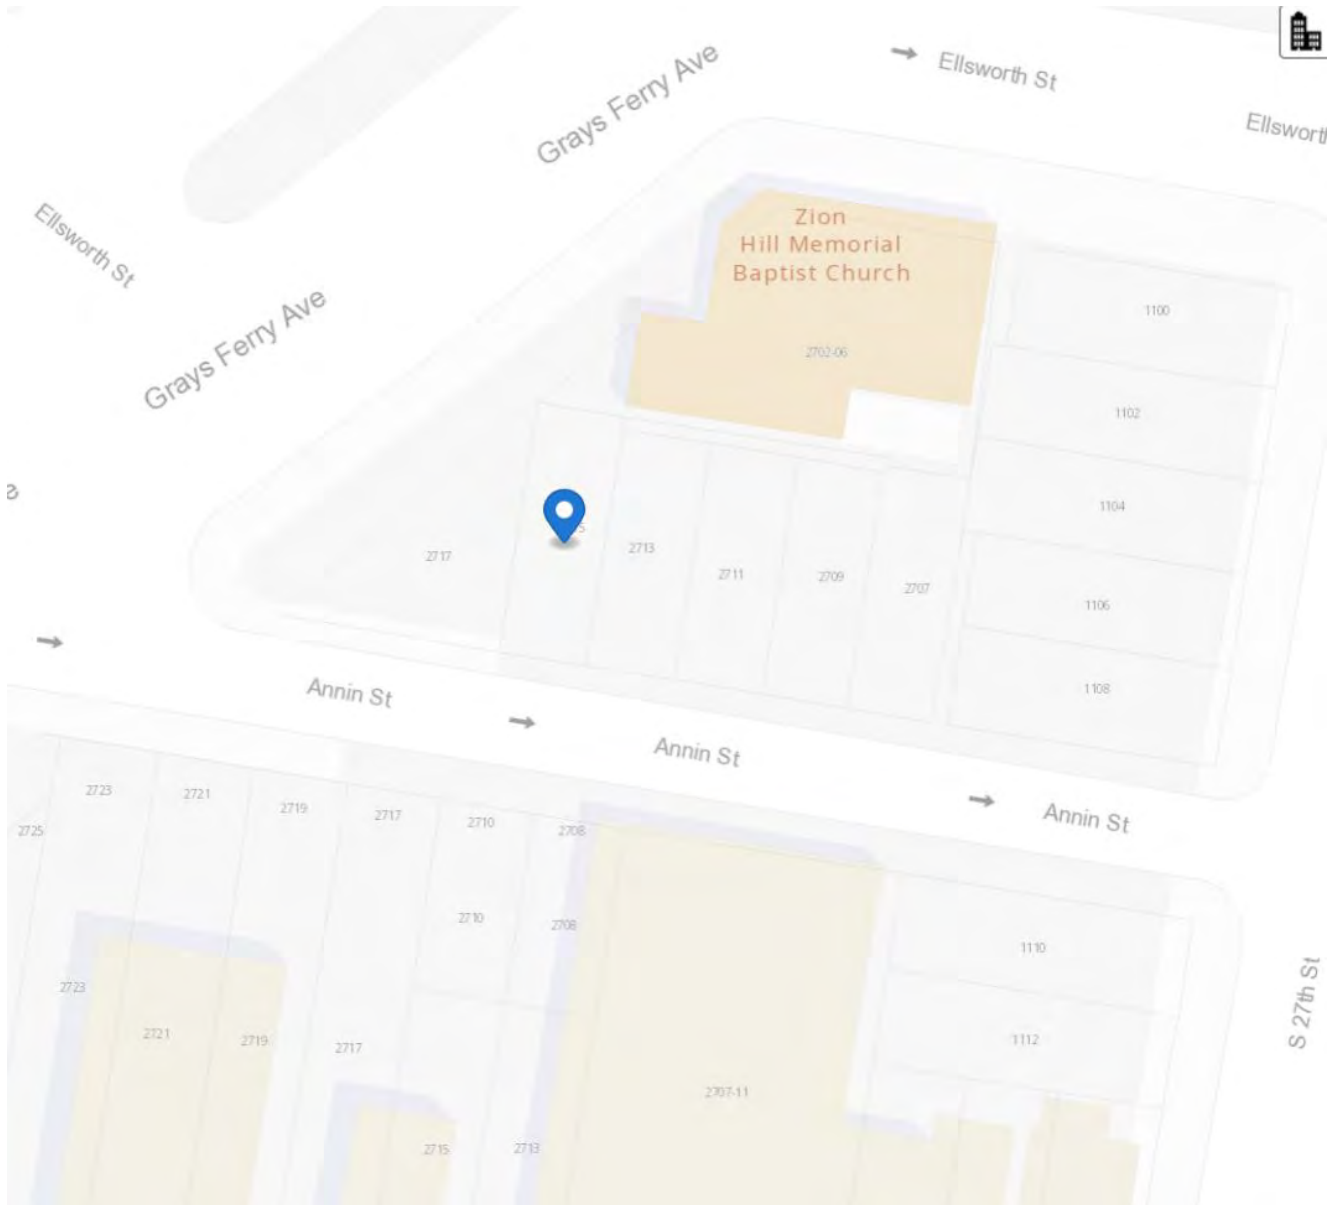 Ellsworth St
Grays Ferry Ave
Ellsworth St
Grays Ferry Ave
Zion
Hill Memorial
Baptist Church
2702-06
1100
1102
1104
1106
1108
2717
2713
2711
2709
2707
Annin St
Annin St
Annin St
2723
2721
2719
2717
2710
2708
2725
2710
2708
1110
2723
2721
2719
2717
1112
2707-11
2715
2713
S 27th St